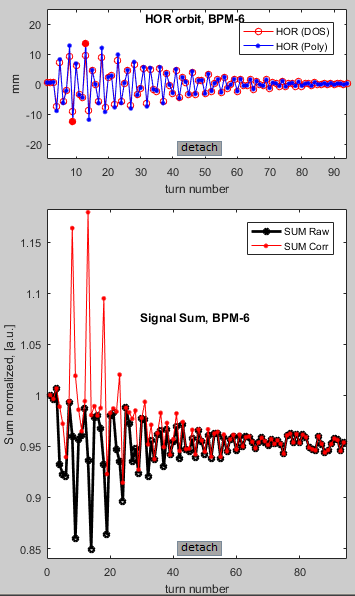 HOR orbit, BPM-6
HOR (DOS)
HOR (Poly)
20
10
0
-10
-20
mm
detach
10 20 30 40 50 60 70 80 90
turn number
SUM Raw
SUM Corr
Signal Sum, BPM-6
1.15
1.1
1.05
1
0.95
0.9
0.85
Sum normalized, [a.u.]
detach
0 20 40 60 80
turn number